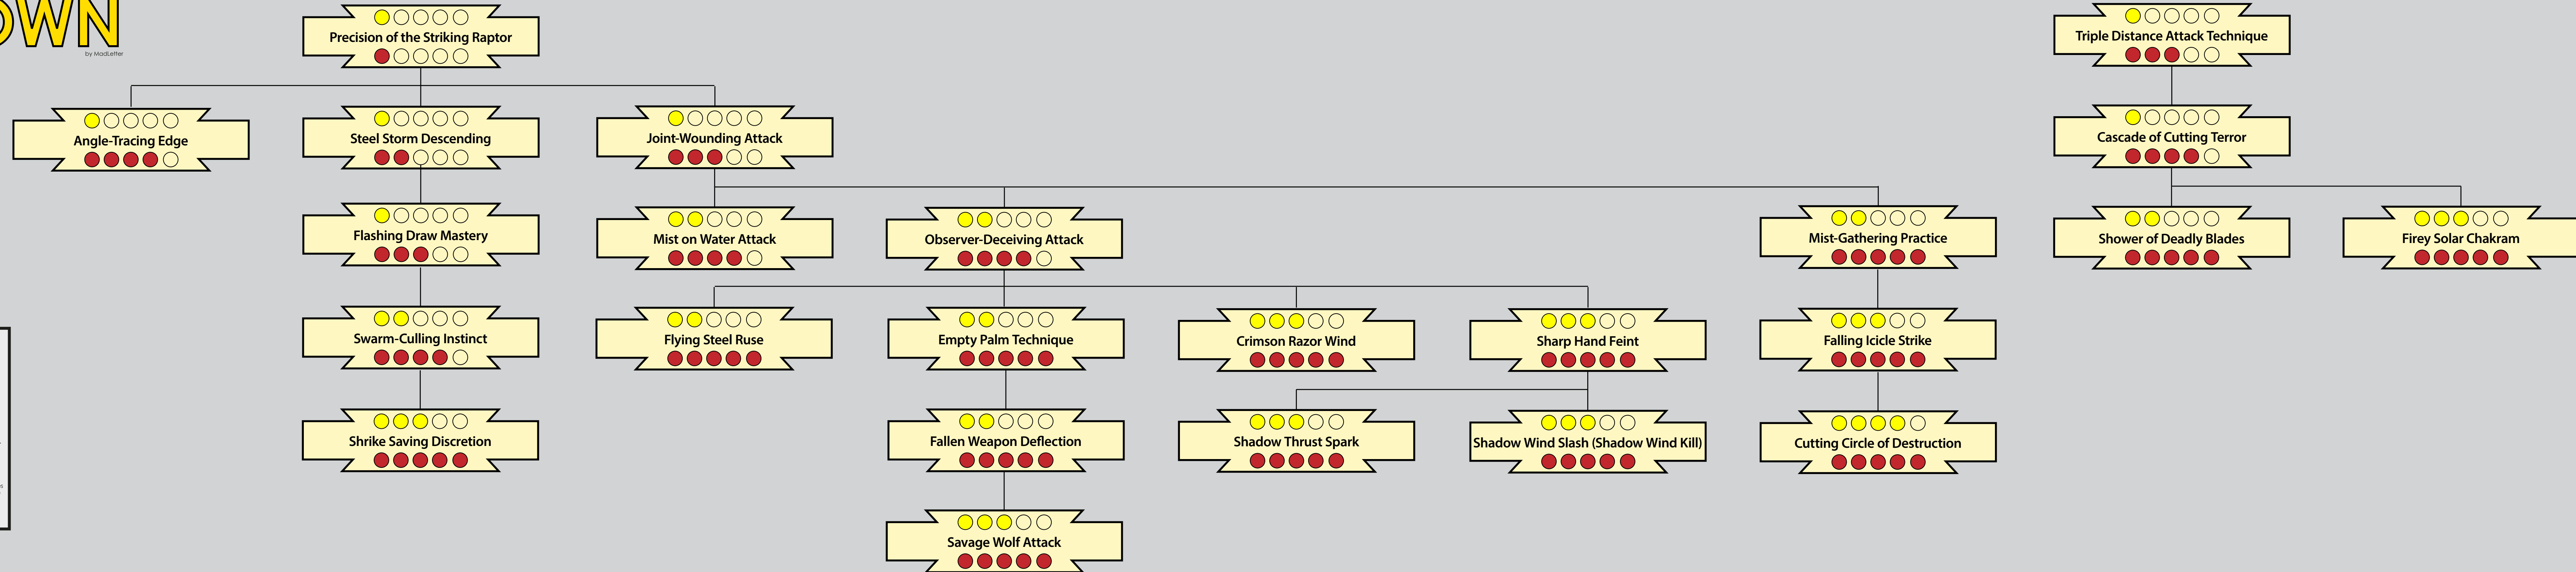 OWN
by MadLetter
Precision of the Striking Raptor
Triple Distance Attack Technique
Angle-Tracing Edge
Steel Storm Descending
Joint-Wounding Attack
Cascade of Cutting Terror
Flashing Draw Mastery
Mist on Water Attack
Observer-Deceiving Attack
Mist-Gathering Practice
Shower of Deadly Blades
Firey Solar Chakram
Swarm-Culling Instinct
Flying Steel Ruse
Empty Palm Technique
Crimson Razor Wind
Sharp Hand Feint
Falling Icicle Strike
Shrike Saving Discretion
Fallen Weapon Deflection
Shadow Thrust Spark
Shadow Wind Slash (Shadow Wind Kill)
Cutting Circle of Destruction
Savage Wolf Attack